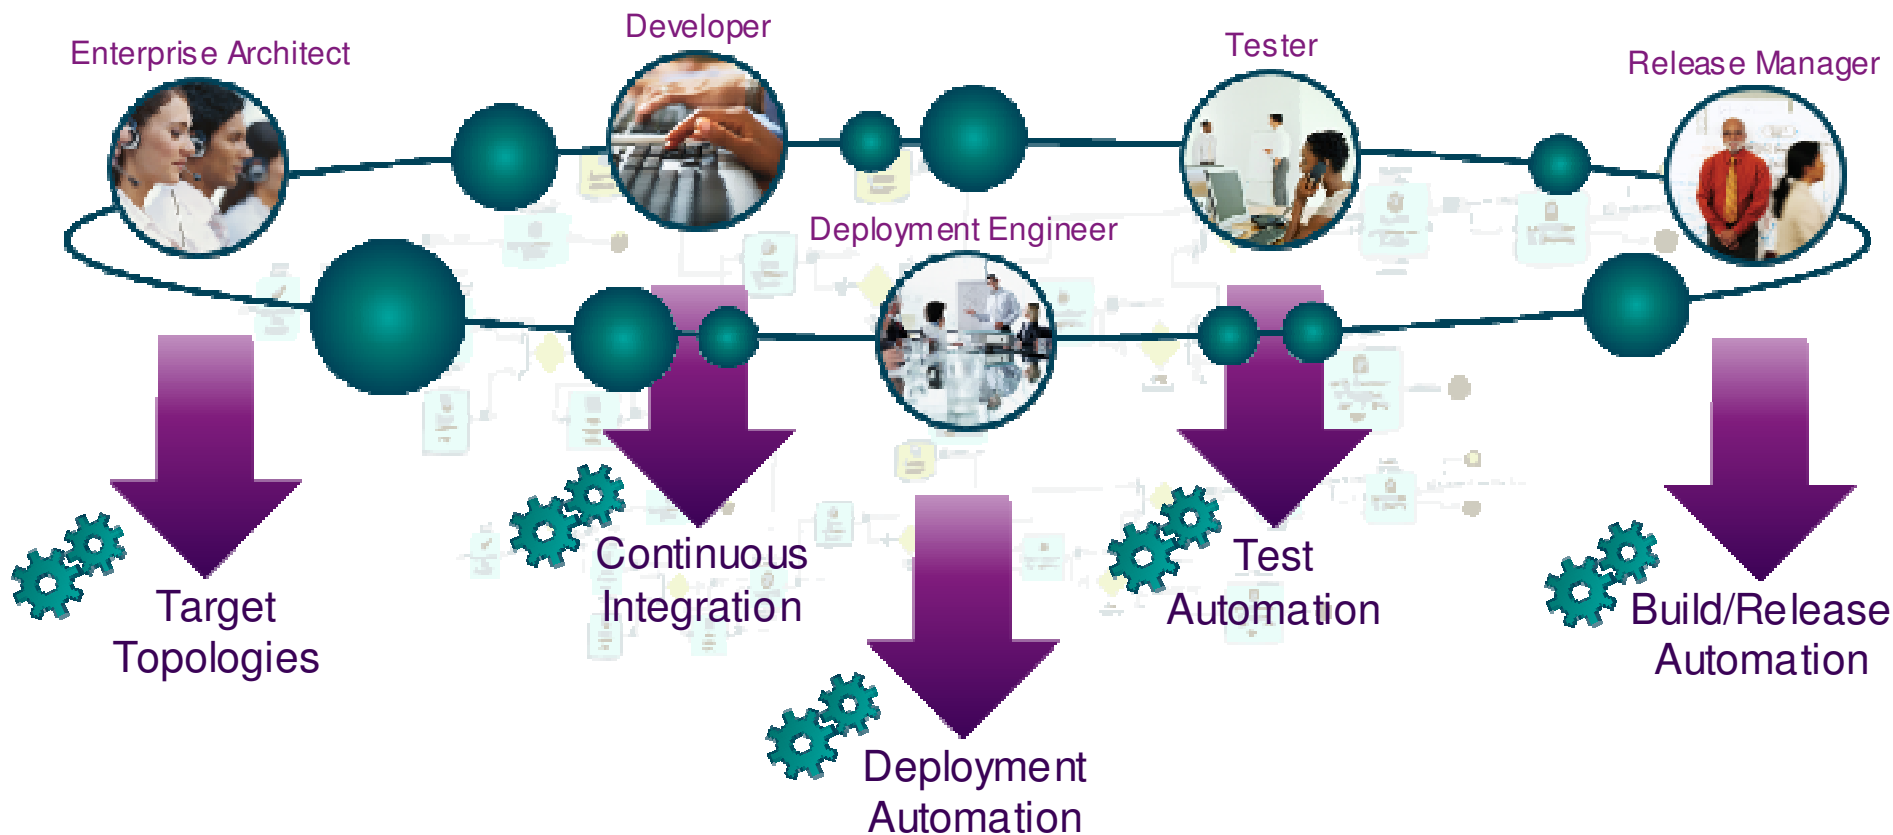 Enterprise Architect
Developer
Tester
Release Manager
Deployment Engineer
Target
Topologies
Continuous
Integration
Deployment
Automation
Test
Automation
Build/Release
Automation